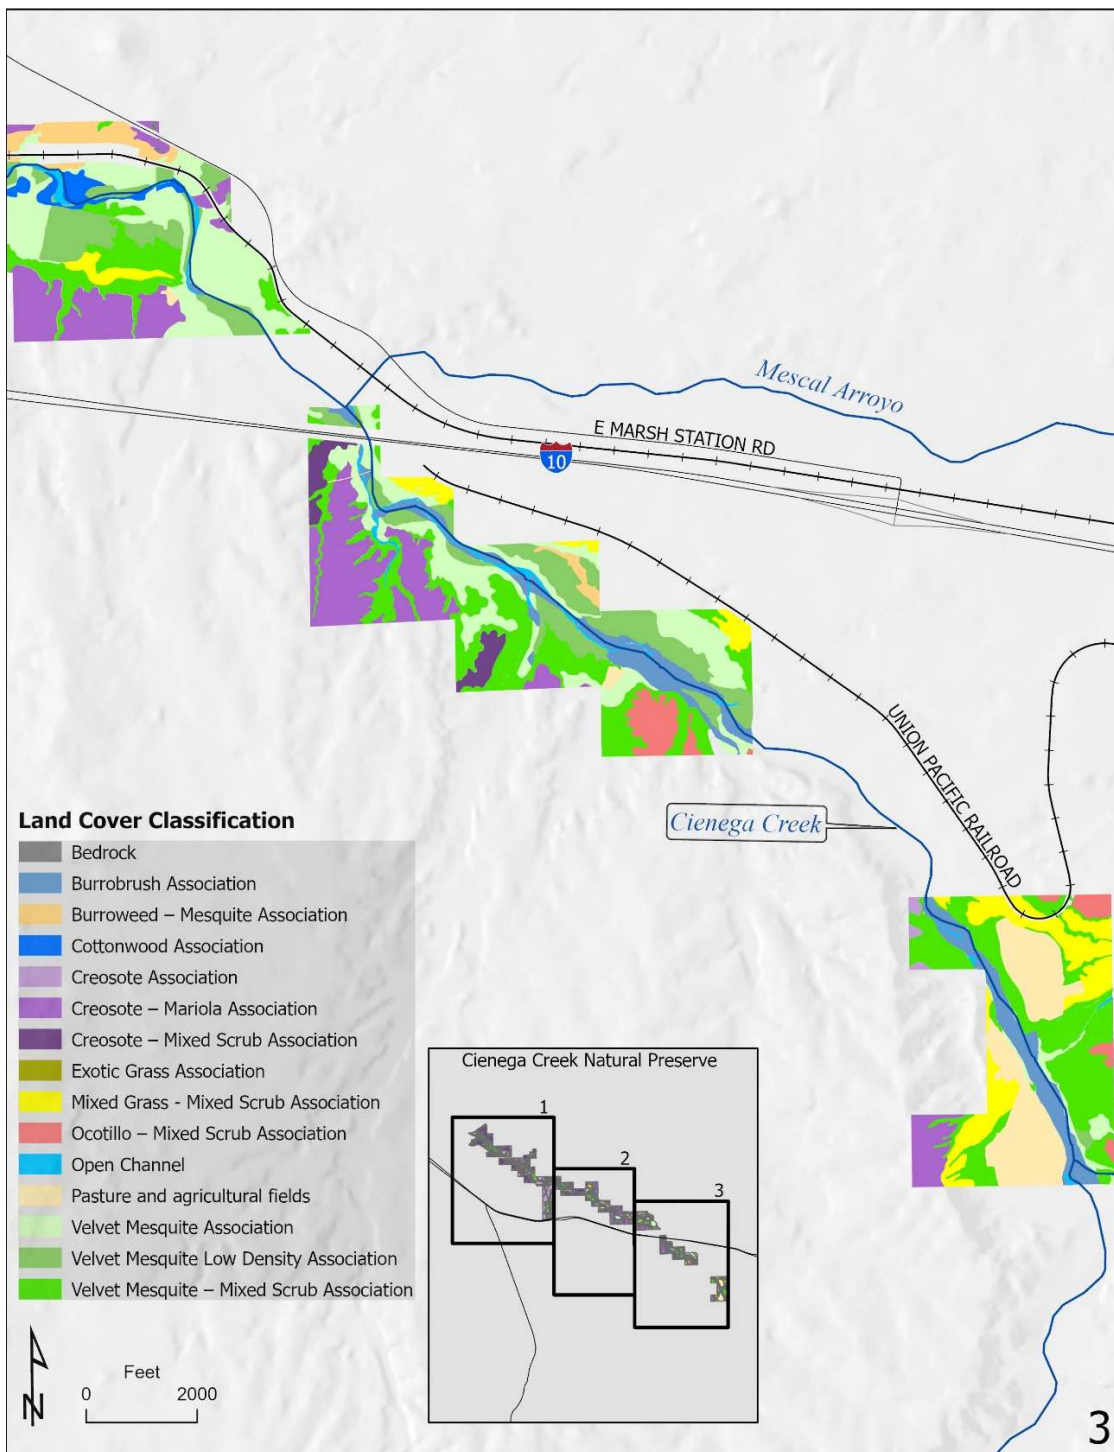 Mescal Arroyo
E MARSH STATION RD
10
UNION PACIFIC RAILROAD
Cienega Creek
Land Cover Classification
Bedrock
Burrobrush Association
Burroweed – Mesquite Association
Cottonwood Association
Creosote Association
Creosote – Mariola Association
Creosote – Mixed Scrub Association
Exotic Grass Association
Mixed Grass - Mixed Scrub Association
Ocotillo – Mixed Scrub Association
Open Channel
Pasture and agricultural fields
Velvet Mesquite Association
Velvet Mesquite Low Density Association
Velvet Mesquite – Mixed Scrub Association
N
Feet
0 2000
Cienega Creek Natural Preserve
1
2
3
3